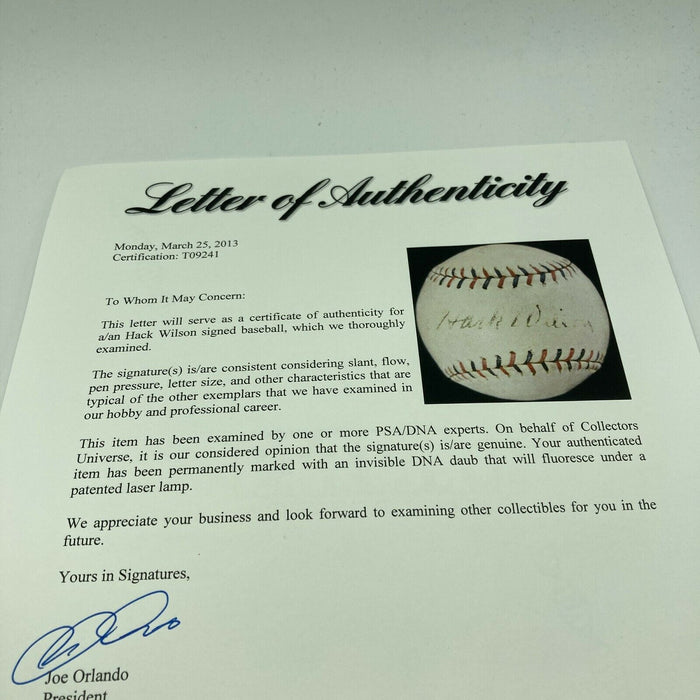 Letter of Authenticity
Monday, March 25, 2013
Certification: T09241
To Whom It May Concern:
This letter will serve as a certificate of authenticity for
a/an Hack Wilson signed baseball, which we thoroughly
examined.
Hack Wilson
The signature(s) is/are consistent considering slant, flow,
pen pressure, letter size, and other characteristics that are
typical of the other exemplars that we have examined in
our hobby and professional career.
This item has been examined by one or more PSA/DNA experts. On behalf of Collectors
Universe, it is our considered opinion that the signature(s) is/are genuine. Your authenticated
item has been permanently marked with an invisible DNA daub that will fluoresce under a
patented laser lamp.
We appreciate your business and look forward to examining other collectibles for you in the
future.
Yours in Signatures,
Joe Orlando
President